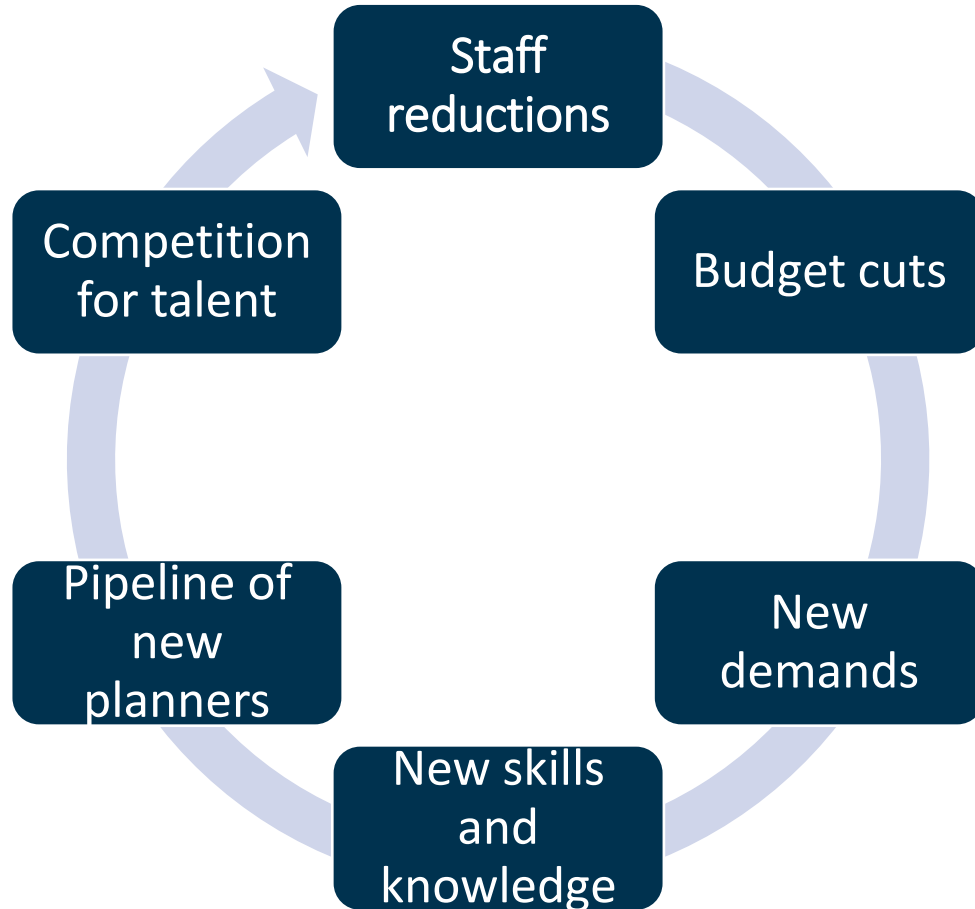 Staff
reductions
Budget cuts
New
demands
New skills
and
knowledge
Pipeline of
new
planners
Competition
for talent